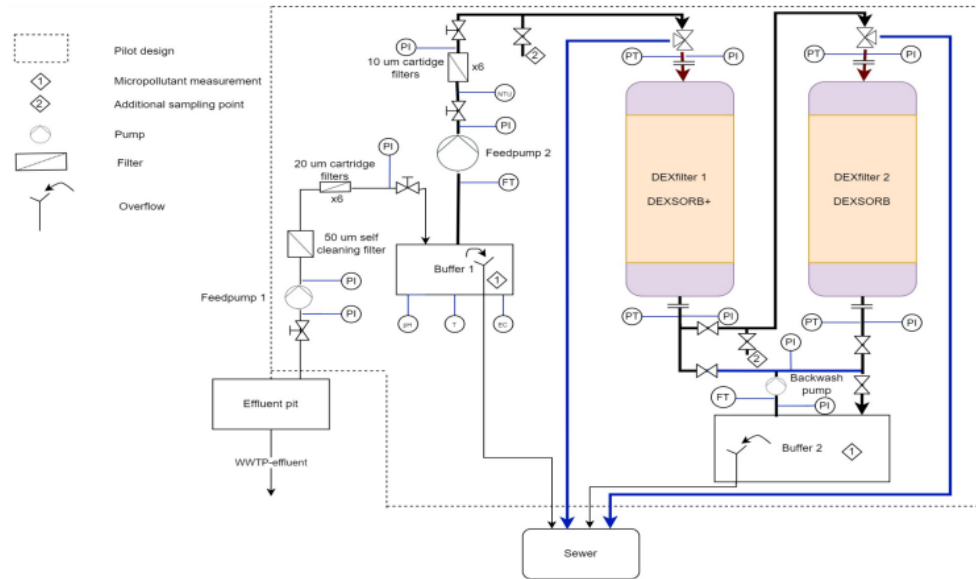 Pilot design
1
Micropollutant measurement
2
Additional sampling point
Pump
Filter
Overflow
PI
10 um cartidge
filters
x6
NTU
PI
Feedpump 2
FT
2
PI
20 um cartridge
filters
x6
50 um self
cleaning filter
PI
Feedpump 1
PI
Buffer 1
1
pH
T
EC
Effluent pit
WWTP-effluent
PT
PI
DEXfilter 1
DEXSORB+
PT
PI
2
PT
PI
DEXfilter 2
DEXSORB
PT
PI
PI
Backwash
pump
FT
PI
Buffer 2
1
Sewer